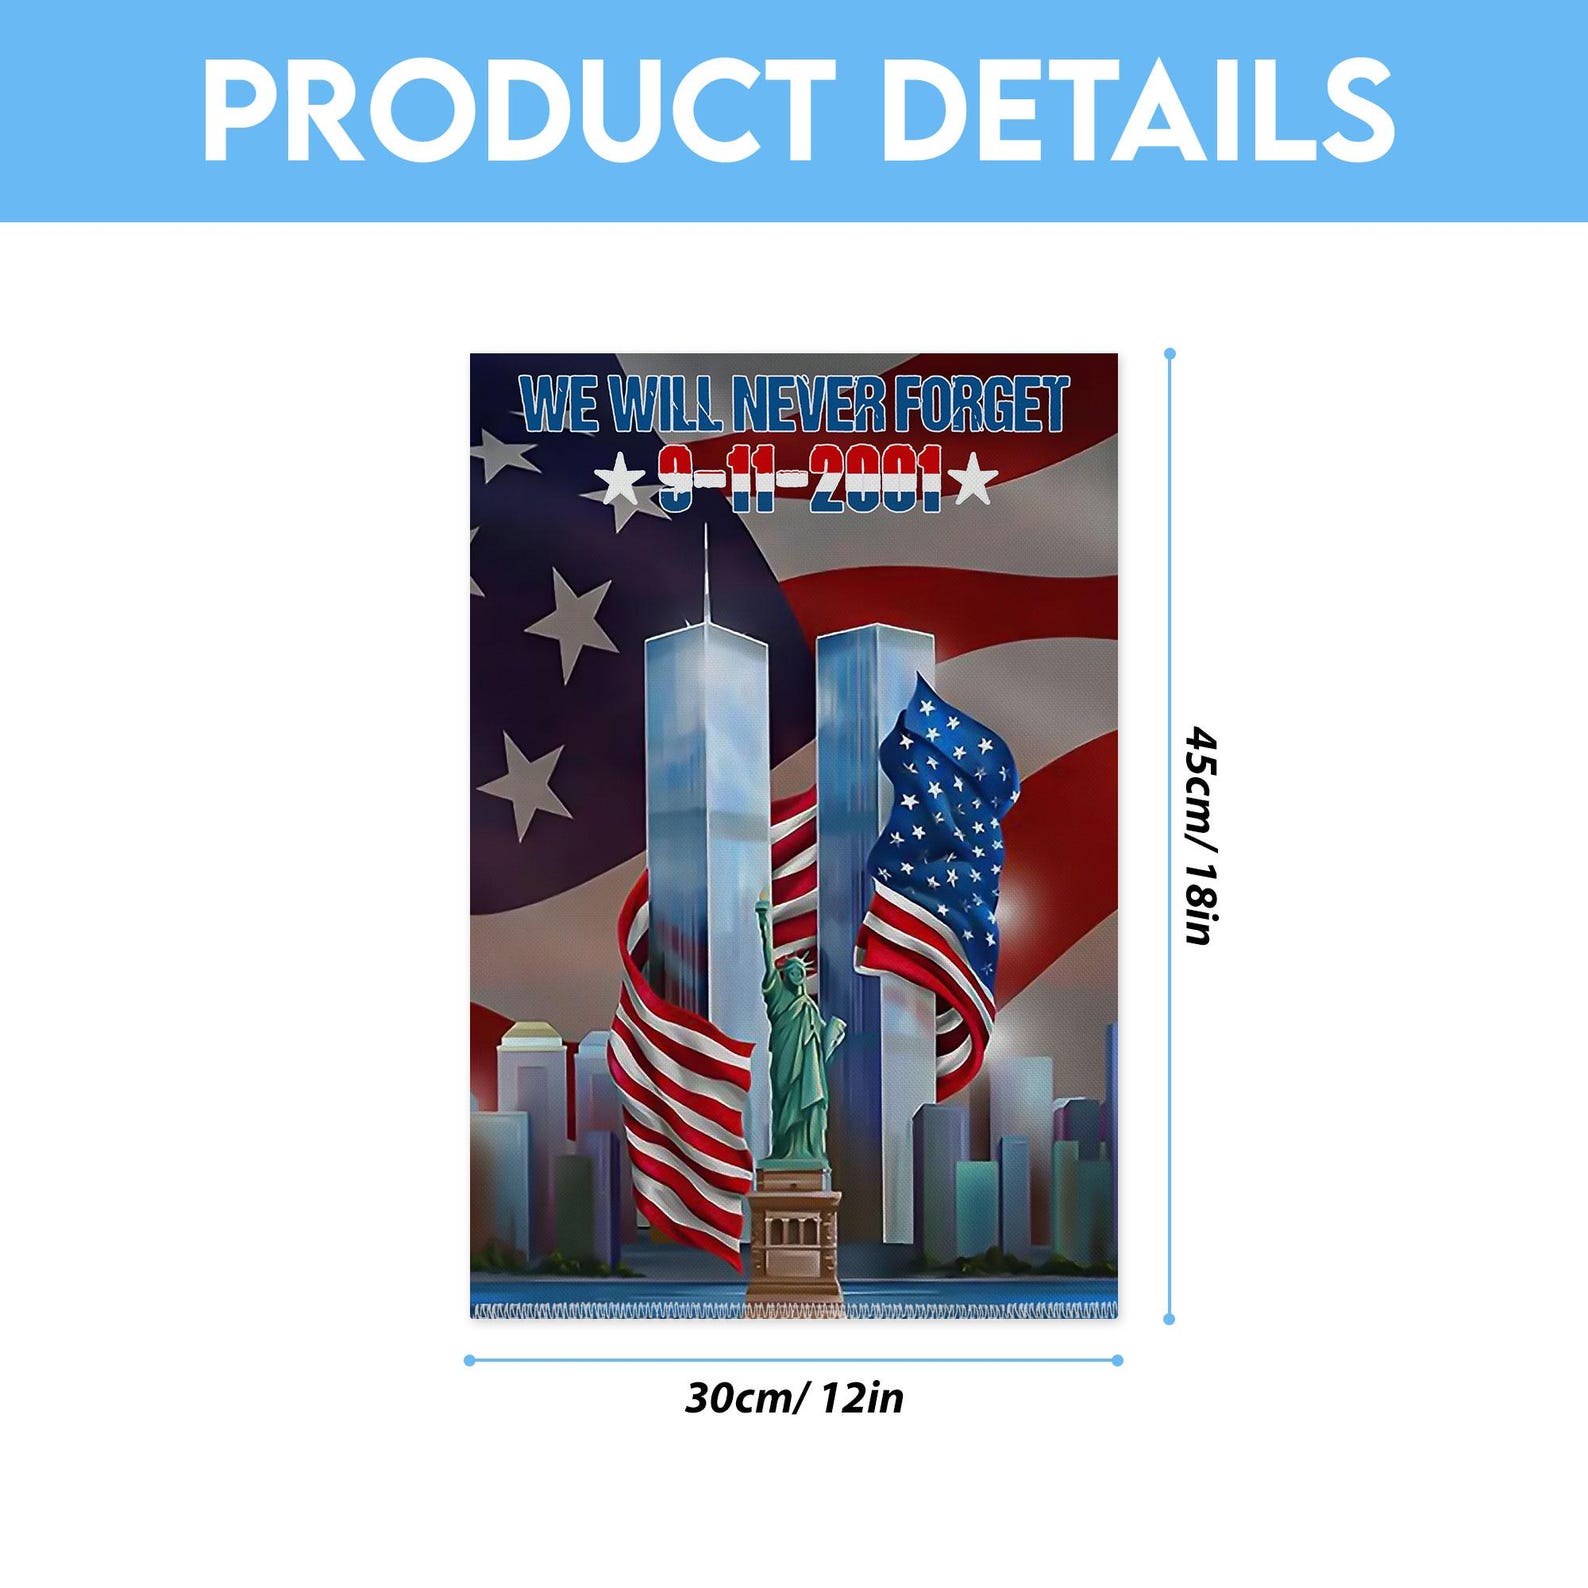 PRODUCT DETAILS
WE WILL NEVER FORGET
9-11-2001
45cm/ 18in
30cm/ 12in